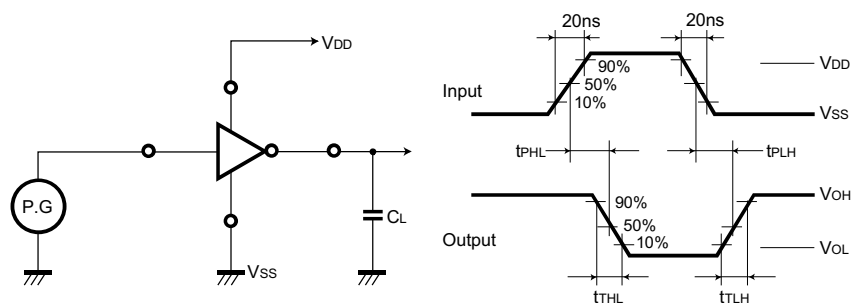 VDD
P.G
CL
VSS
20ns
20ns
Input
90%
50%
10%
VDD
VSS
tPHL
tPLH
Output
90%
50%
10%
VOH
VOL
tTHL
tTLH